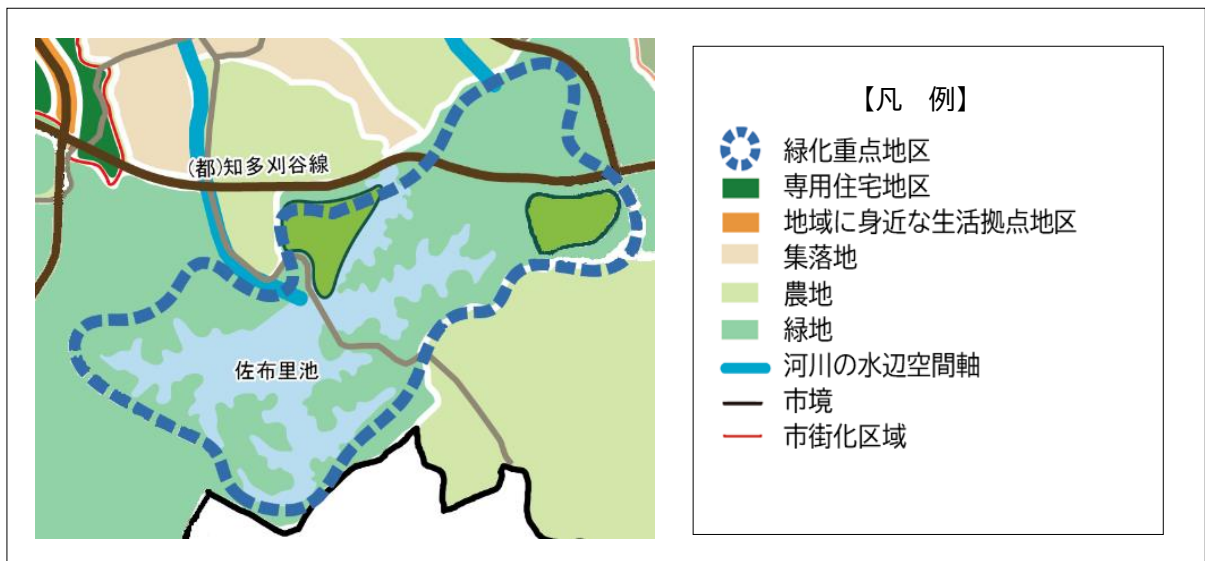 (都)知多刈谷線
佐布里池
【凡　例】
緑化重点地区
専用住宅地区
地域に身近な生活拠点地区
集落地
農地
緑地
河川の水辺空間軸
市境
市街化区域